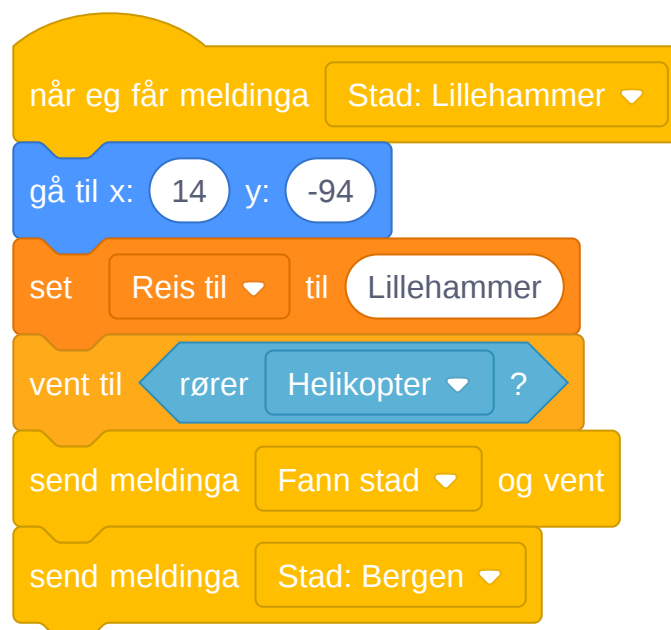 når eg får meldinga Stad: Lillehammer
gå til x: 14 y: -94
set Reis til til Lillehammer
vent til rører Helikopter ?
send meldinga Fann stad og vent
send meldinga Stad: Bergen